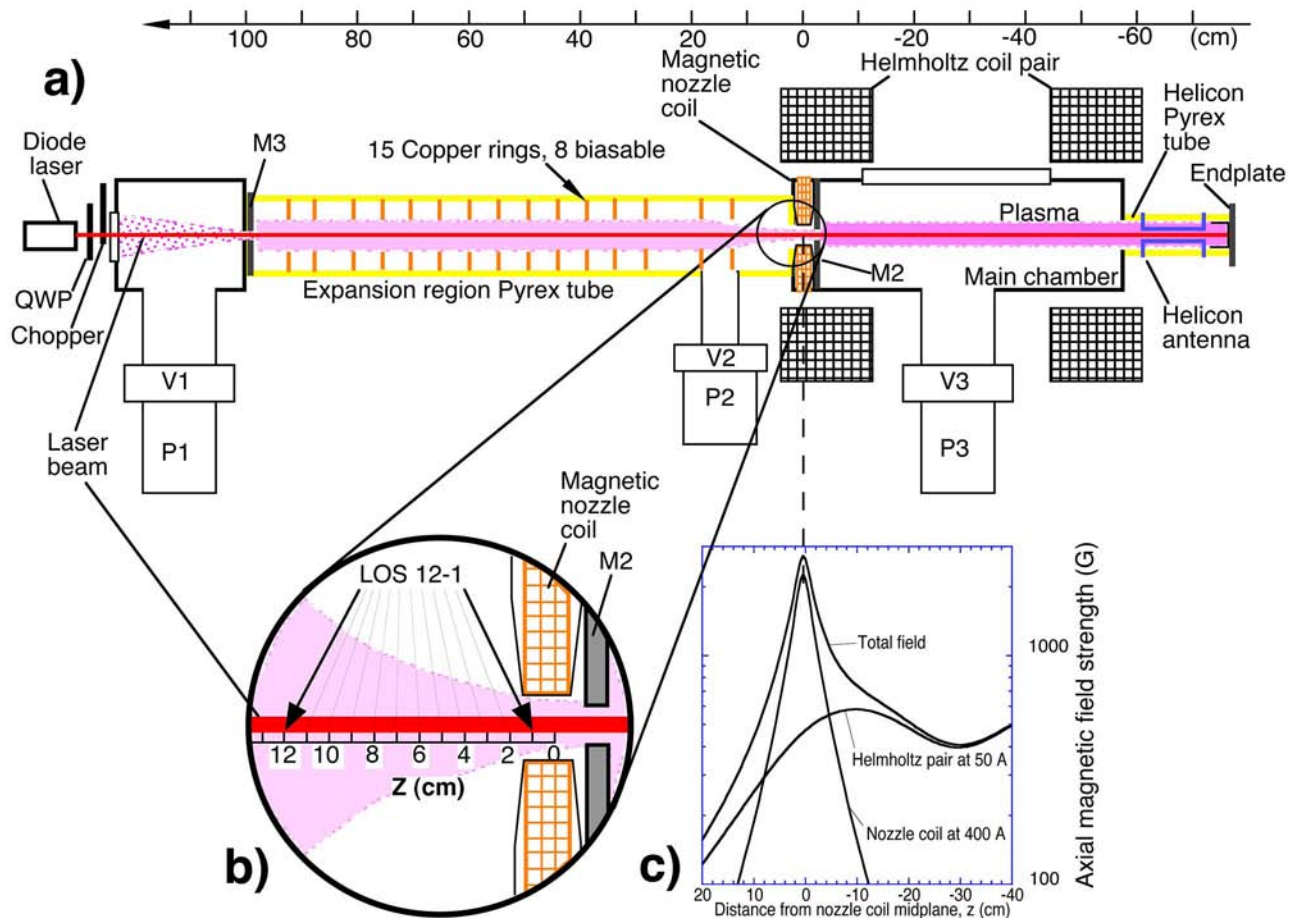 100 80 60 40 20 0 -20 -40 -60 (cm)
a)
Magnetic
nozzle
coil
Helmholtz coil pair
Helicon
Pyrex
tube
Endplate
Diode
laser
M3
15 Copper rings, 8 biasable
Plasma
QWP
Chopper
Expansion region Pyrex tube
M2
Main chamber
Helicon
antenna
V1
V2
V3
P1
P2
P3
Laser
beam
Magnetic
nozzle
coil
M2
LOS 12-1
12 10 8 6 4 2 0
Z (cm)
b)
c)
Total field
Helmholtz pair at 50 A
Nozzle coil at 400 A
1000
100
Axial magnetic field strength (G)
20 10 0 -10 -20 -30 -40
Distance from nozzle coil midplane, z (cm)